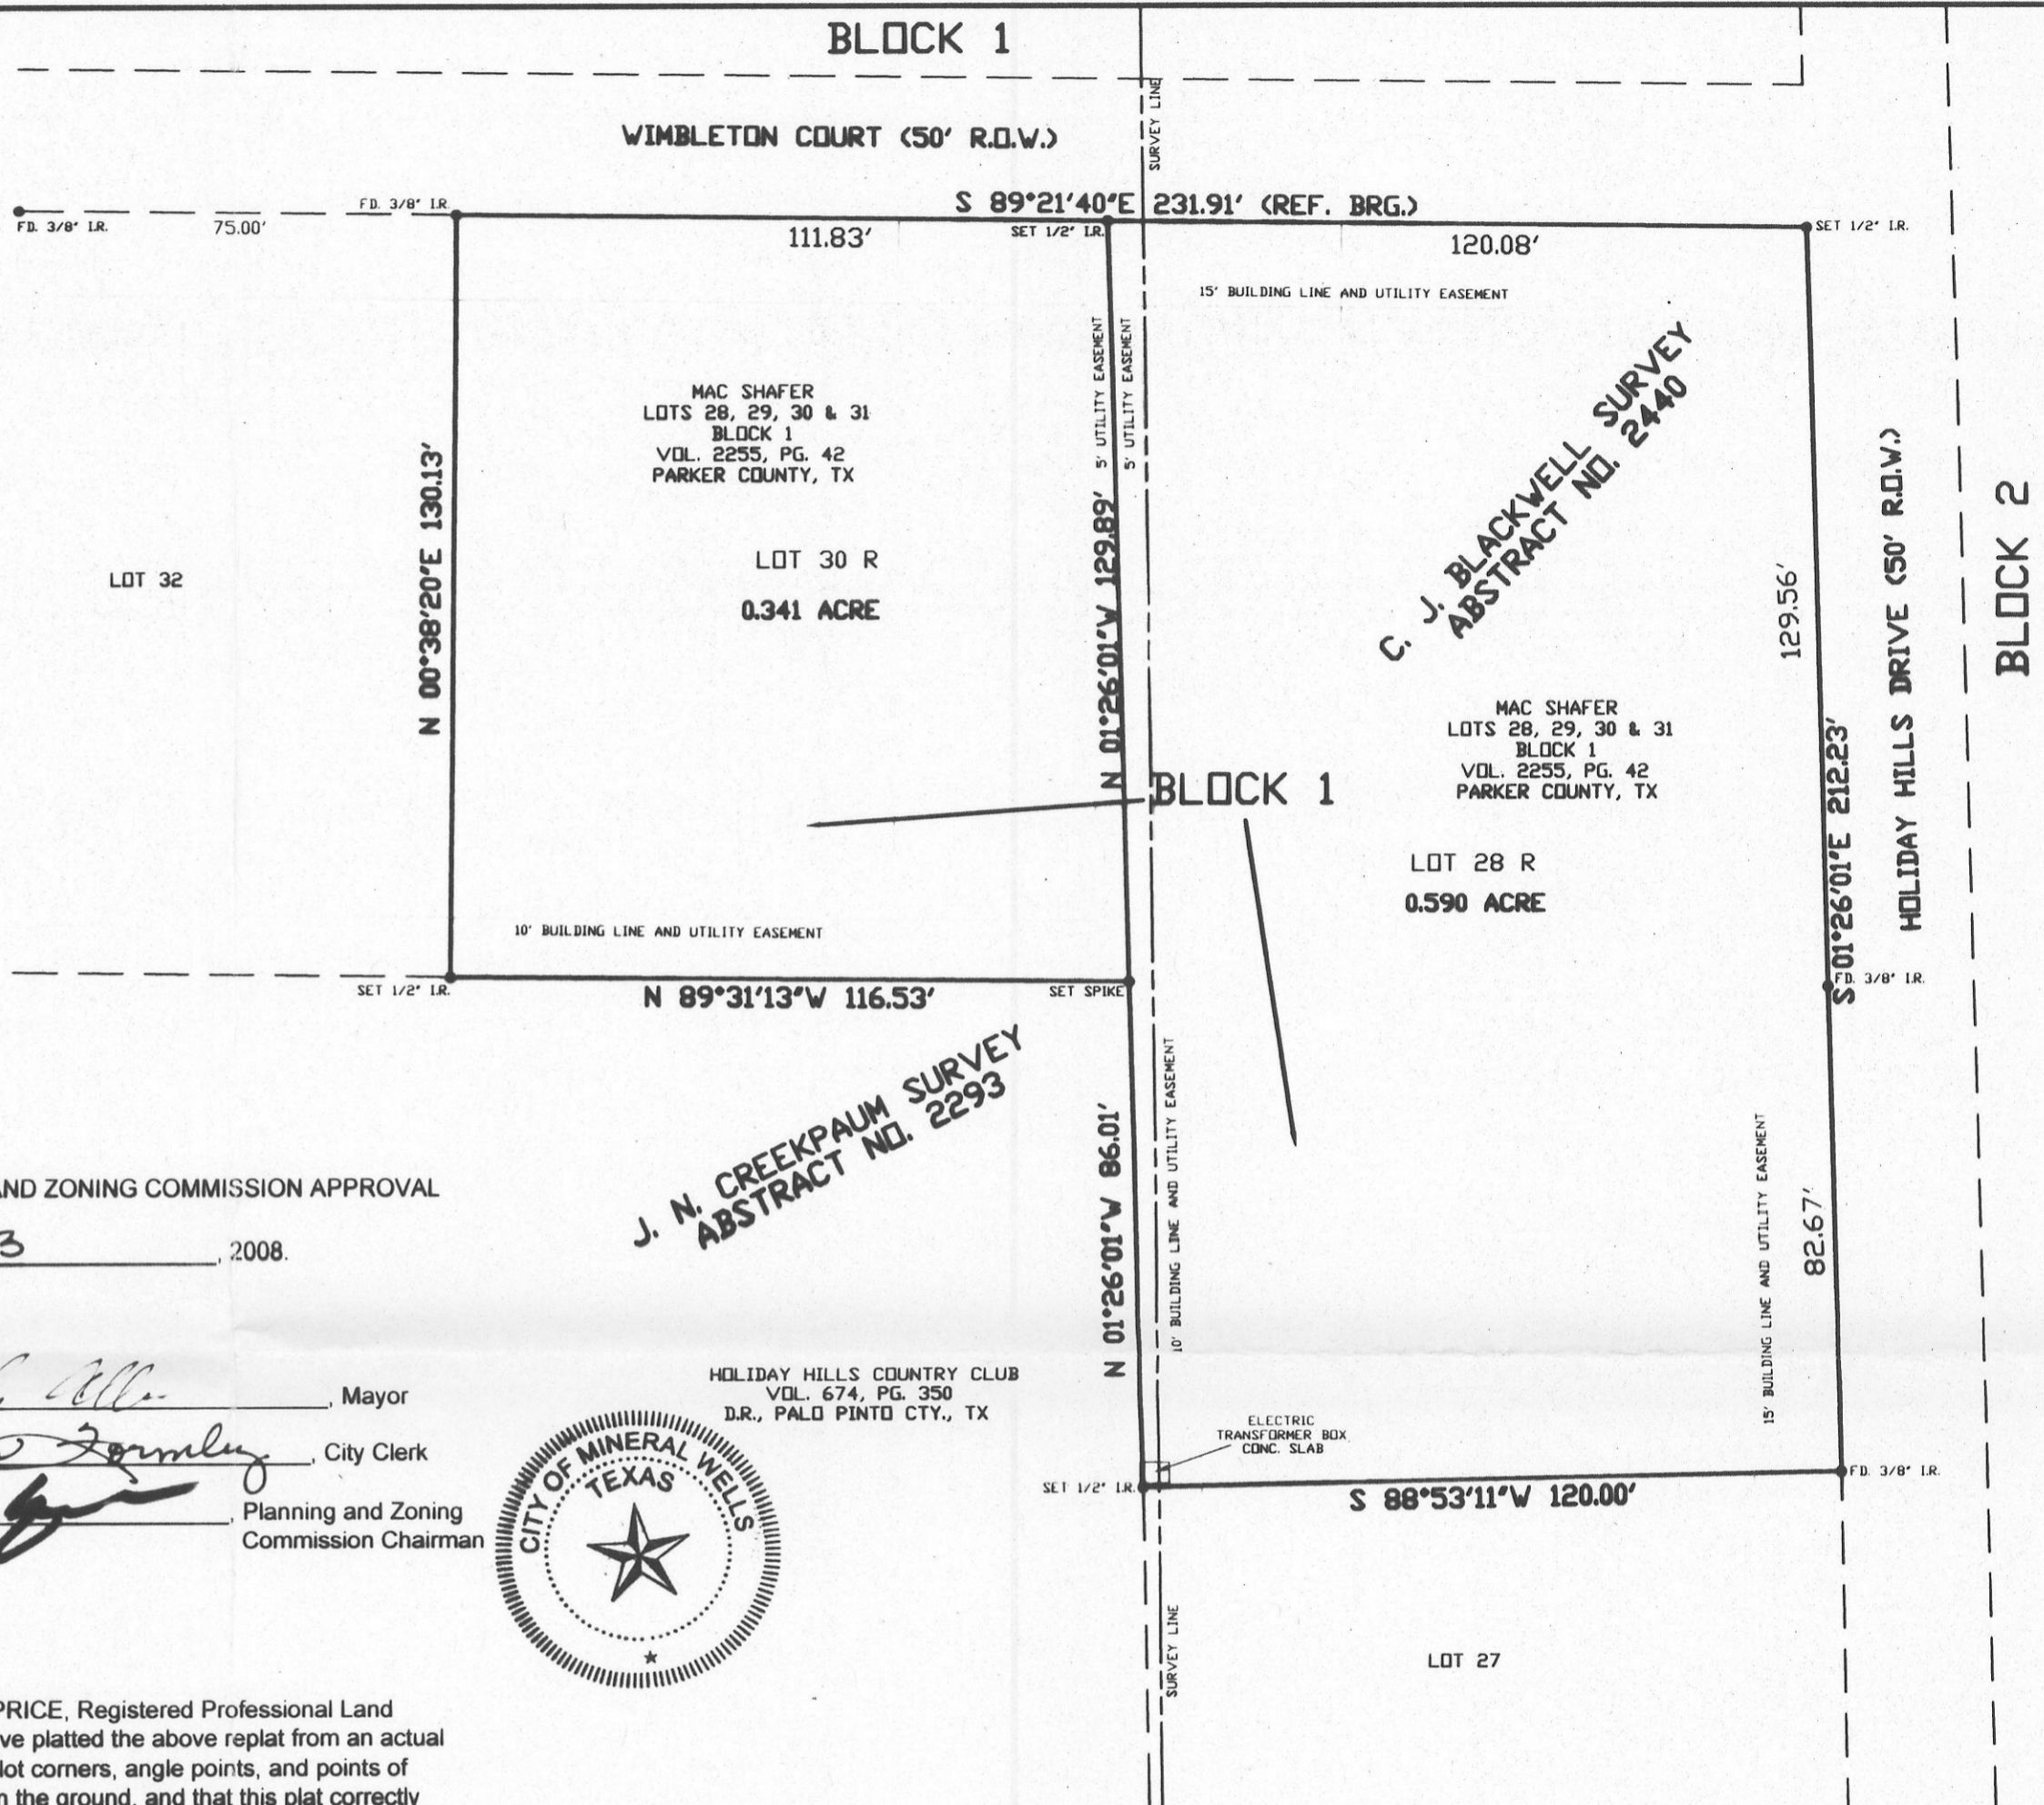 BLOCK 1
SURVEY LINE
WIMBLETON COURT (50' R.O.W.)
S 89°21'40"E 231.91' (REF. BRG.)
FD. 3/8" I.R.
FD. 3/8" I.R.
75.00'
111.83'
SET 1/2" I.R.
120.08'
SET 1/2" I.R.
15' BUILDING LINE AND UTILITY EASEMENT
5' UTILITY EASEMENT
5' UTILITY EASEMENT
MAC SHAFER
LOTS 28, 29, 30 & 31
BLOCK 1
VOL. 2255, PG. 42
PARKER COUNTY, TX
C. J. BLACKWELL SURVEY
ABSTRACT NO. 2440
N 00°38'20"E 130.13'
N 01°26'01"W 129.89'
LOT 32
LOT 30 R
0.341 ACRE
129.56'
HOLIDAY HILLS DRIVE (50' R.O.W.)
BLOCK 2
MAC SHAFER
LOTS 28, 29, 30 & 31
BLOCK 1
VOL. 2255, PG. 42
PARKER COUNTY, TX
BLOCK 1
S 01°26'01"E 212.23'
LOT 28 R
0.590 ACRE
10' BUILDING LINE AND UTILITY EASEMENT
SET 1/2" I.R.
N 89°31'13"W 116.53'
SET SPIKE
FD. 3/8" I.R.
J. N. CREEKPAUM SURVEY
ABSTRACT NO. 2293
N 01°26'01"W 86.01'
10' BUILDING LINE AND UTILITY EASEMENT
15' BUILDING LINE AND UTILITY EASEMENT
82.67'
AND ZONING COMMISSION APPROVAL
3, 2008.
, Mayor
, City Clerk
, Planning and Zoning
Commission Chairman
HOLIDAY HILLS COUNTRY CLUB
VOL. 674, PG. 350
D.R., PALO PINTO CTY., TX
CITY OF MINERAL WELLS
TEXAS
ELECTRIC
TRANSFORMER BOX
CONC. SLAB
SET 1/2" I.R.
S 88°53'11"W 120.00'
FD. 3/8" I.R.
SURVEY LINE
LOT 27
PRICE, Registered Professional Land
ve platted the above replat from an actual
lot corners, angle points, and points of
n the ground, and that this plat correctly